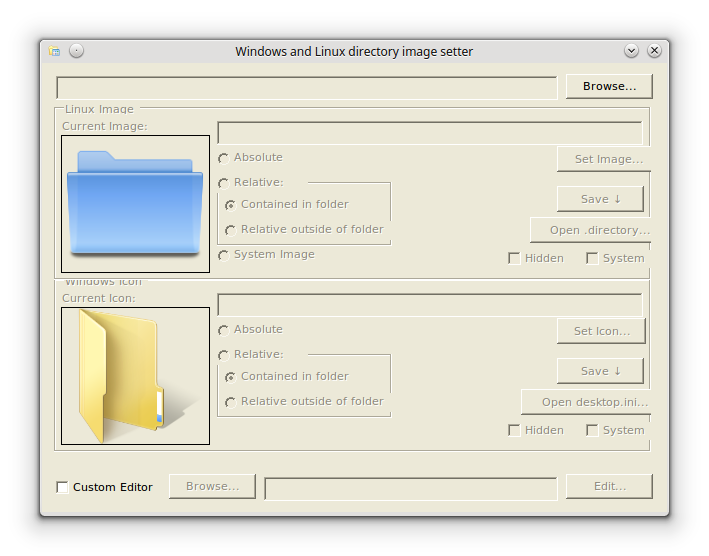 Windows and Linux directory image setter
Browse...
Linux Image
Current Image:
Absolute
Set Image...
Relative:
Contained in folder
Save ↓
Relative outside of folder
Open .directory...
System Image
Hidden
System
Windows Icon
Current Icon:
Absolute
Set Icon...
Relative:
Contained in folder
Save ↓
Relative outside of folder
Open desktop.ini...
Hidden
System
Custom Editor
Browse...
Edit...